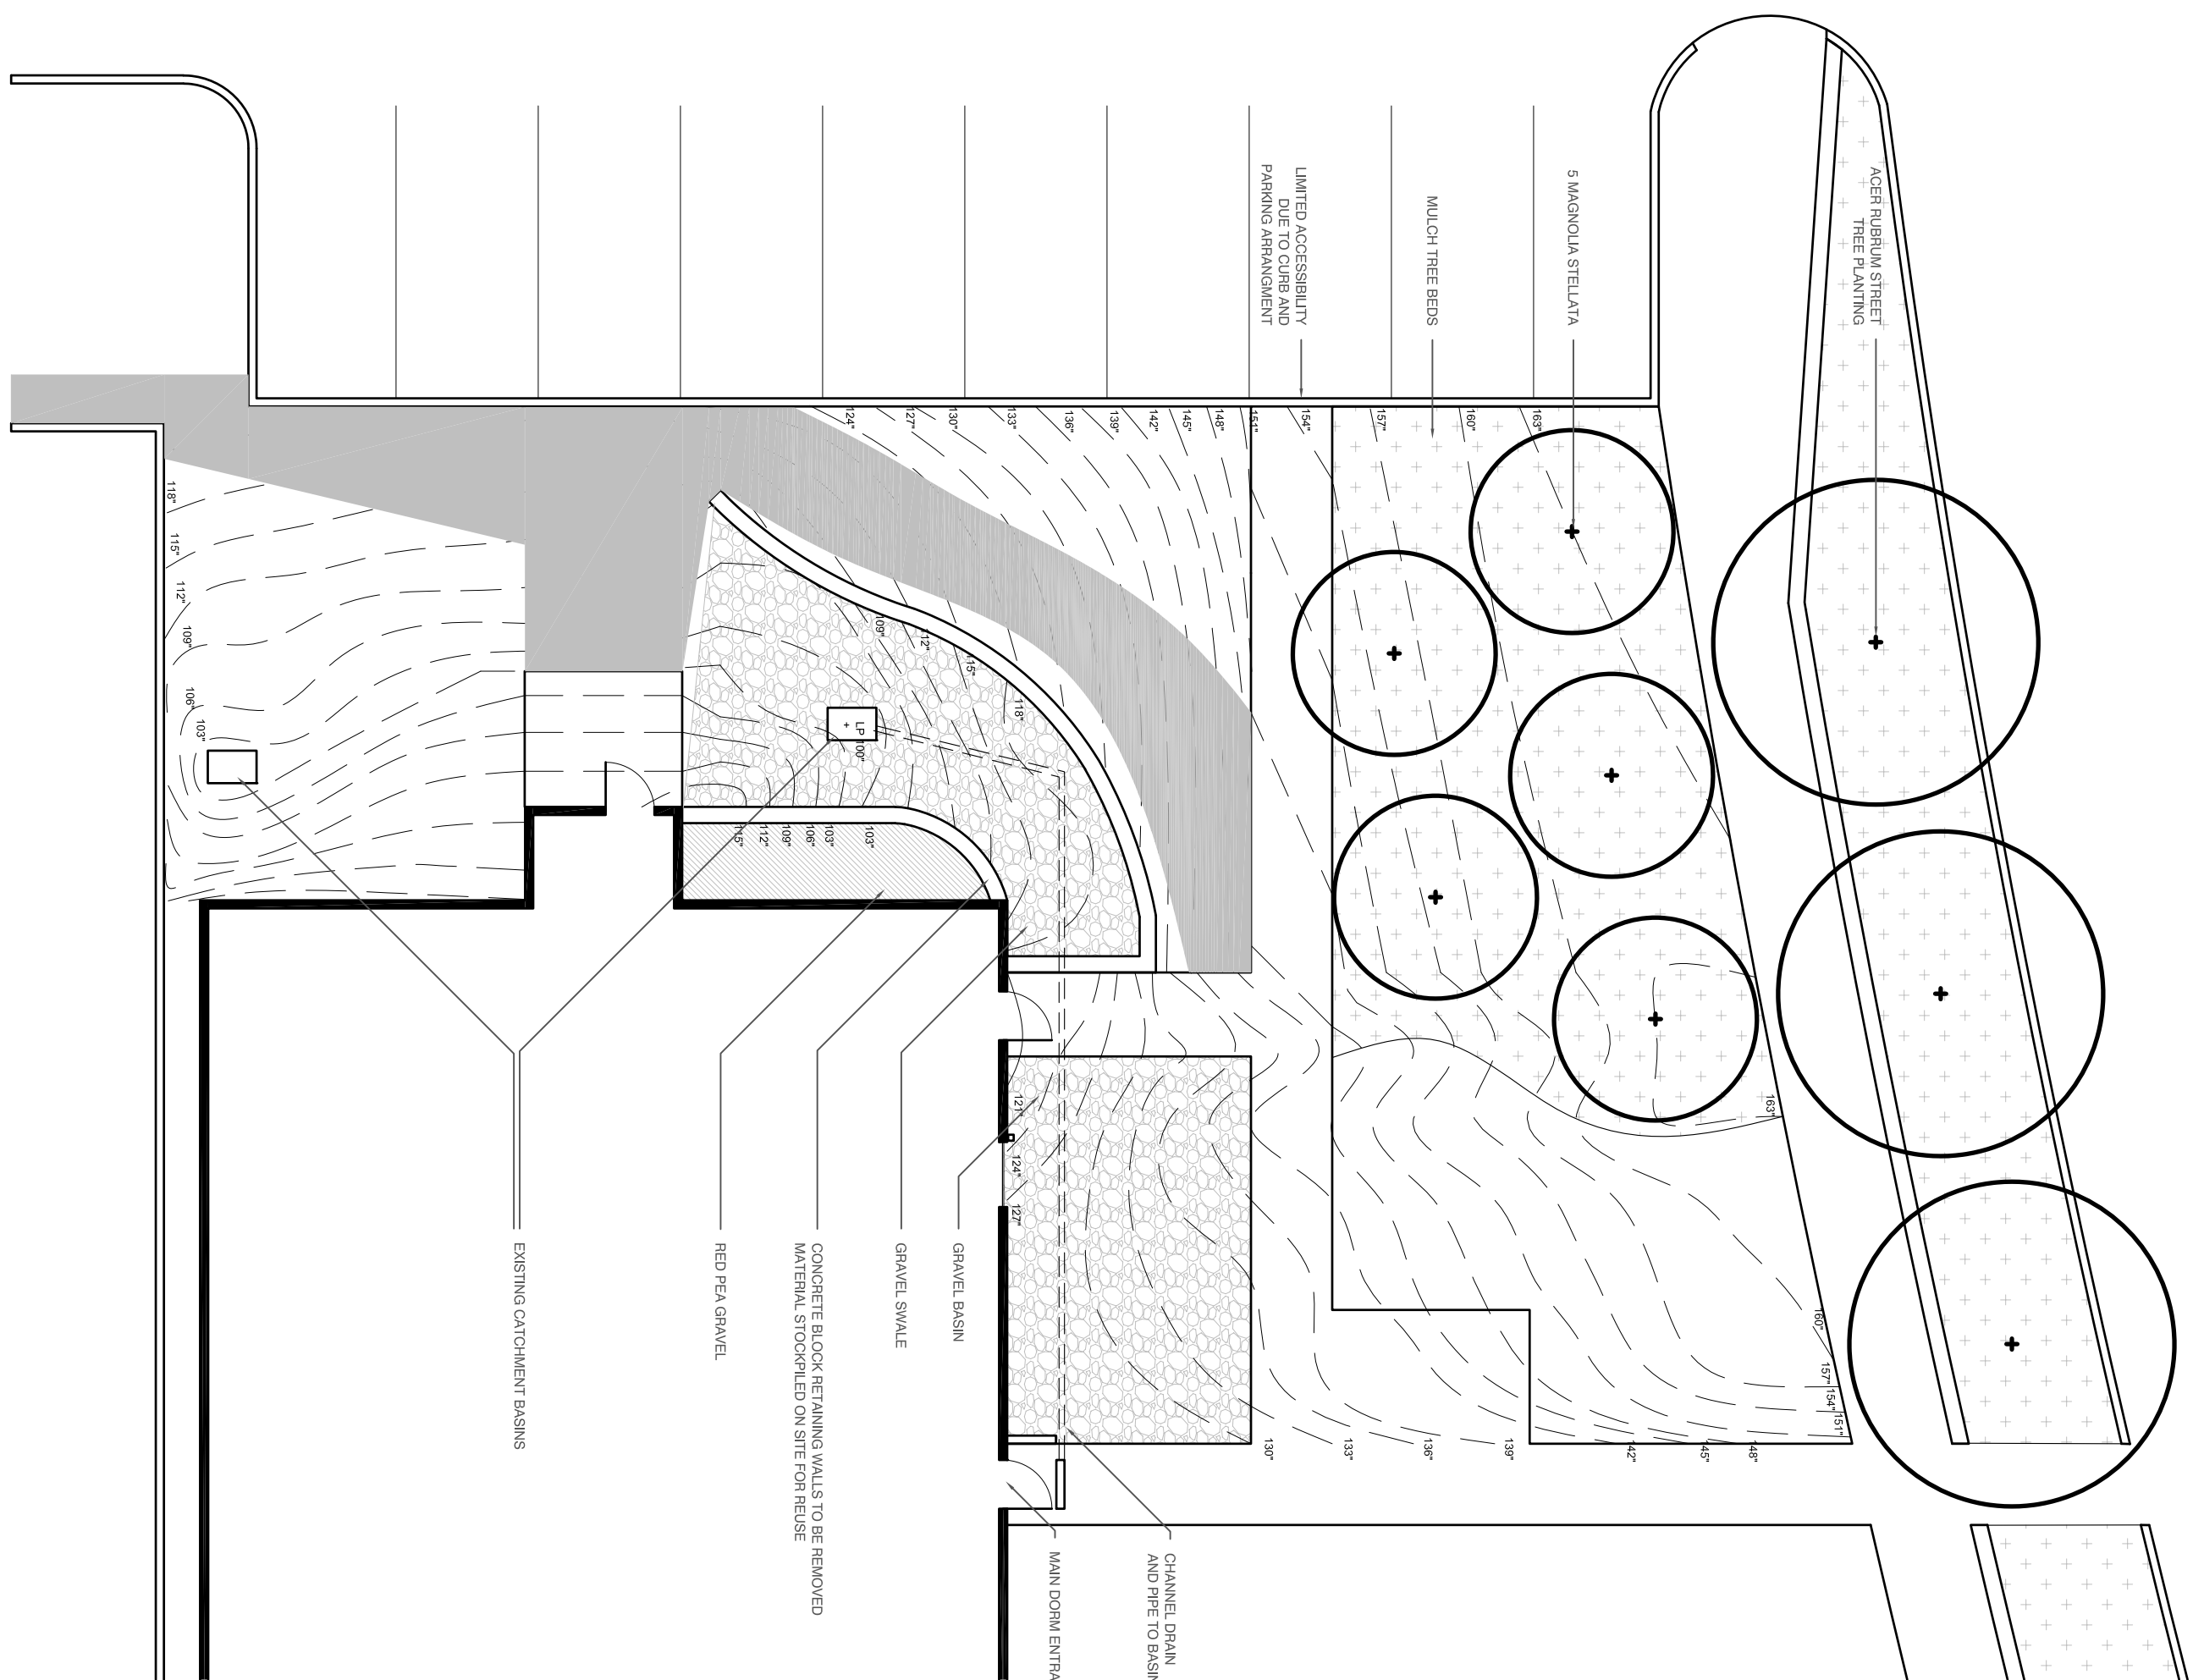 ACER RUBRUM STREET
TREE PLANTING
5 MAGNOLIA STELLATA
MULCH TREE BEDS
LIMITED ACCESSIBILITY
DUE TO CURB AND
PARKING ARRANGMENT
163"
160"
157"
154"
151"
148"
145"
142"
139"
136"
133"
130"
127"
124"
118"
115"
112"
109"
106"
103"
109"
112"
115"
118"
LP 100"
115"
112"
109"
106"
103"
103"
163"
121"
124"
127"
160"
157"
154"
151"
148"
145"
142"
139"
136"
133"
130"
EXISTING CATCHMENT BASINS
RED PEA GRAVEL
CONCRETE BLOCK RETAINING WALLS TO BE REMOVED
MATERIAL STOCKPILED ON SITE FOR REUSE
GRAVEL SWALE
GRAVEL BASIN
CHANNEL DRAIN
AND PIPE TO BASIN
MAIN DORM ENTRA